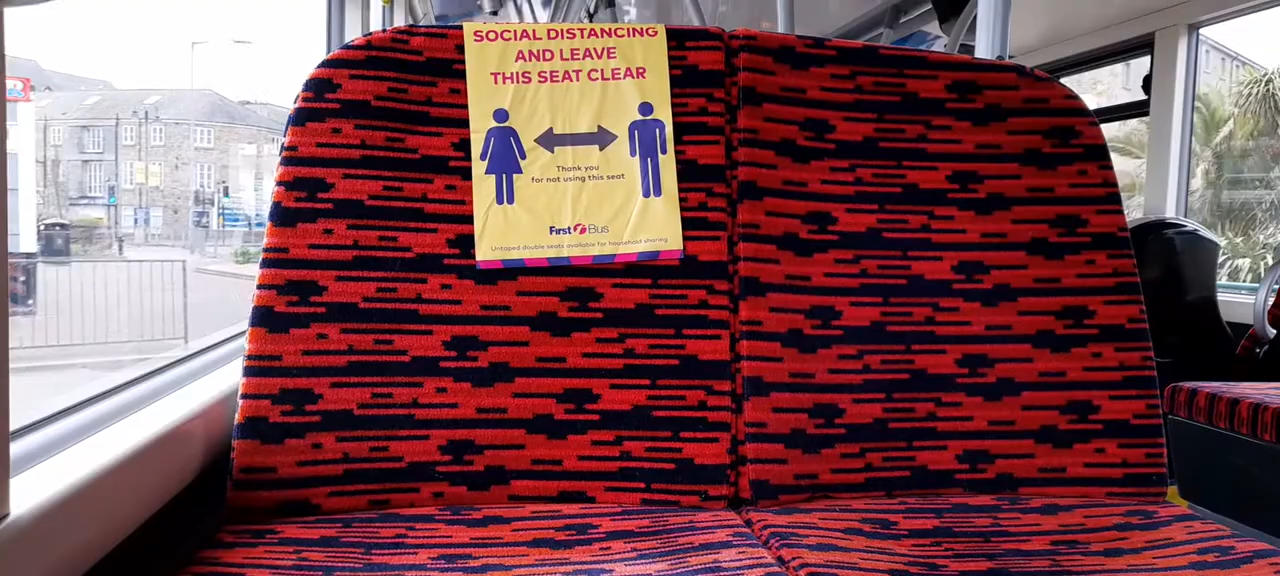 SOCIAL DISTANCING
AND LEAVE
THIS SEAT CLEAR
Thank you
for not using this seat
First Bus
Untaped double seats available for household sharing